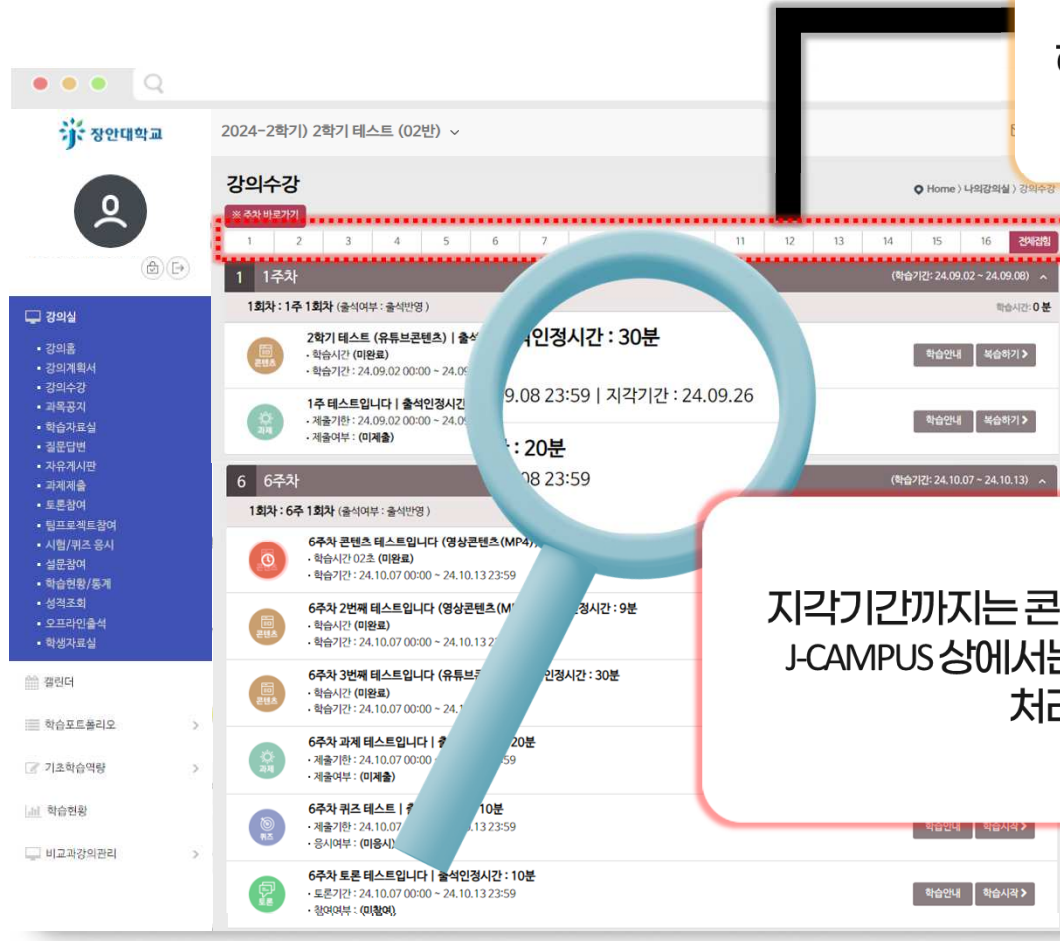 장안대학교
2024-2학기) 2학기 테스트 (02반)
강의수강
Home > 나의강의실 > 강의수강
※ 주차 바로가기
1 2 3 4 5 6 7 11 12 13 14 15 16 전체접힘
1 1주차 (학습기간: 24.09.02 ~ 24.09.08)
1회차 : 1주 1회차 (출석여부 : 출석반영) 학습시간: 0 분
콘텐츠
2학기 테스트 (유튜브콘텐츠) |
· 학습시간 (미완료)
· 학습기간 : 24.09.02 00:00 ~
학습안내 복습하기
인정시간 : 30분
9.08 23:59 | 지각기간 : 24.09.26
: 20분
08 23:59
과제
1주 테스트입니다 | 출석인정시간
· 제출기한 : 24.09.02 00:00 ~
· 제출여부 : (미제출)
학습안내 복습하기
6 6주차 (학습기간: 24.10.07 ~ 24.10.13)
1회차 : 6주 1회차 (출석여부 : 출석반영)
6주차 콘텐츠 테스트입니다 (영상콘텐츠(MP4)
· 학습시간 02초 (미완료)
· 학습기간 : 24.10.07 00:00 ~ 24.10.13 23:59
콘텐츠
6주차 2번째 테스트입니다 (영상콘텐츠(M 정시간 : 9분
· 학습시간 (미완료)
· 학습기간 : 24.10.07 00:00 ~ 24.10.13
콘텐츠
6주차 3번째 테스트입니다 (유튜브 인정시간 : 30분
· 학습시간 (미완료)
· 학습기간 : 24.10.07 00:00 ~ 24.
과제
6주차 과제 테스트입니다 | 20분
· 제출기한 : 24.10.07 00:00 59
· 제출여부 : (미제출)
퀴즈
6주차 퀴즈 테스트 | 10분
· 제출기한 : 24.10.07 .13 23:59
· 응시여부 : (미응시)
학습안내 학습시작
토론
6주차 토론 테스트입니다 | 출석인정시간 : 10분
· 토론기간 : 24.10.07 00:00 ~ 24.10.13 23:59
· 참여여부 : (미참여)
학습안내 학습시작
강의실
· 강의홈
· 강의계획서
· 강의수강
· 과목공지
· 학습자료실
· 질문답변
· 자유게시판
· 과제제출
· 토론참여
· 팀프로젝트참여
· 시험/퀴즈 응시
· 설문참여
· 학습현황/통계
· 성적조회
· 오프라인출석
· 학생자료실
캘린더
학습포트폴리오
기초학습역량
학습현황
비교과강의관리
지각기간까지는 콘
J-CAMPUS 상에서는
처리